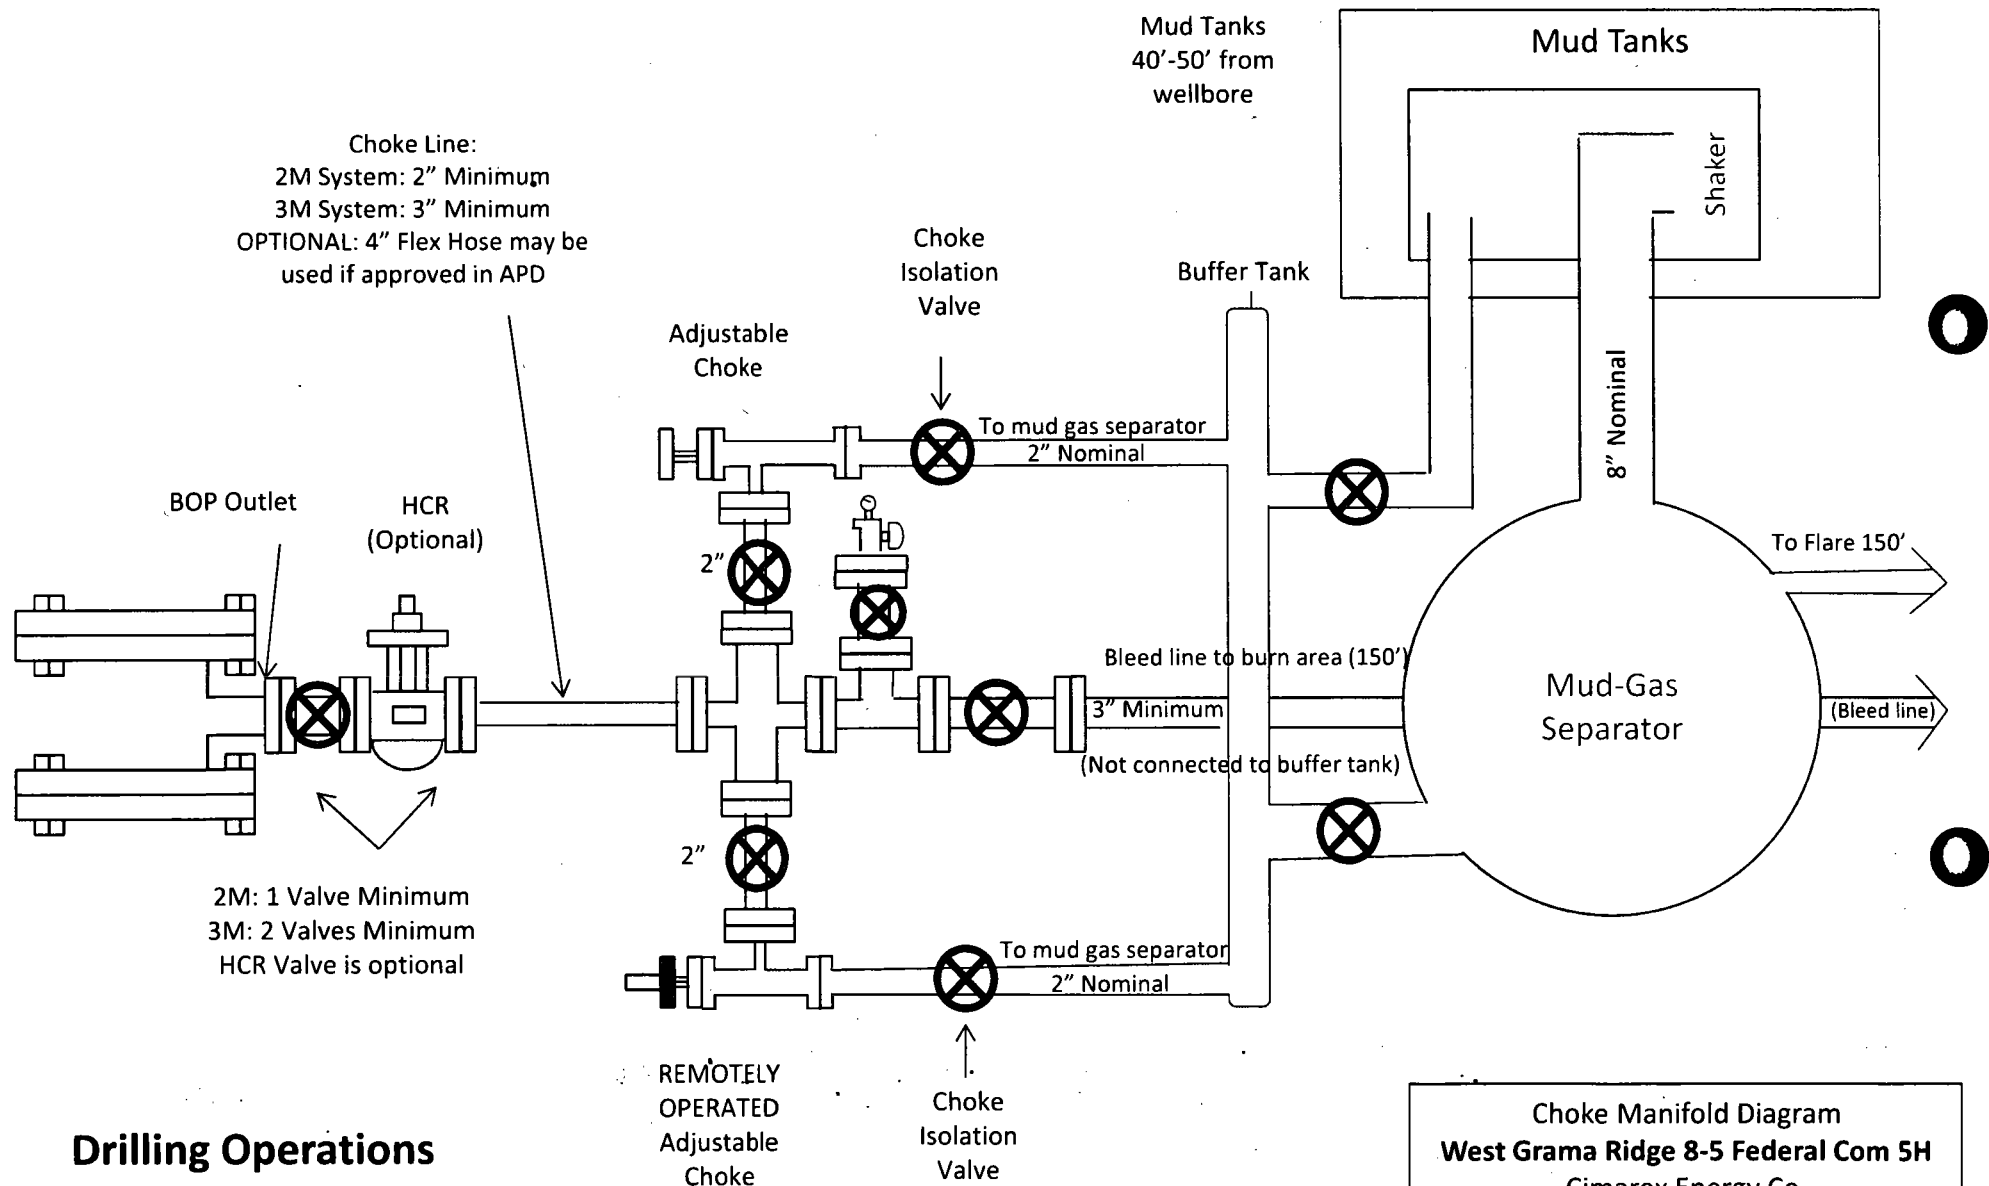 Mud Tanks
40’-50’ from
wellbore
Mud Tanks
Shaker
Choke Line:
2M System: 2” Minimum
3M System: 3” Minimum
OPTIONAL: 4” Flex Hose may be
used if approved in APD
Choke
Isolation
Valve
Buffer Tank
Adjustable
Choke
8” Nominal
To mud gas separator
2” Nominal
BOP Outlet
HCR
(Optional)
2”
To Flare 150’
Bleed line to burn area (150’)
3” Minimum
(Not connected to buffer tank)
Mud-Gas
Separator
(Bleed line)
2”
2M: 1 Valve Minimum
3M: 2 Valves Minimum
HCR Valve is optional
To mud gas separator
2” Nominal
REMOTELY
OPERATED
Adjustable
Choke
Choke
Isolation
Valve
Drilling Operations
Choke Manifold Diagram
West Grama Ridge 8-5 Federal Com 5H
Cimarex Energy Co.